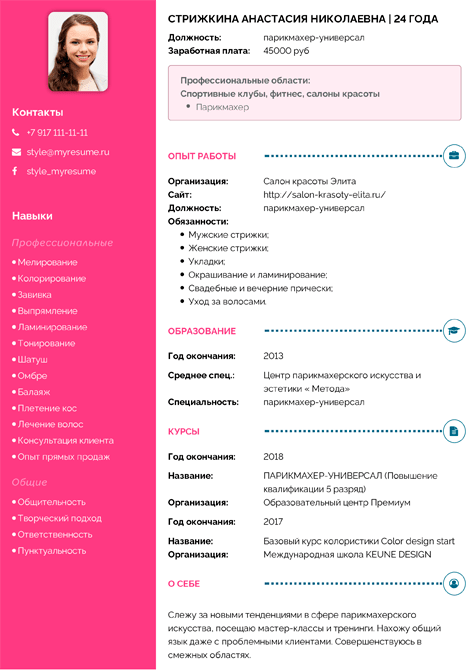 Контакты
+7 917 111-11-11
style@myresume.ru
style_myresume
Навыки
Профессиональные
Мелирование
Колорирование
Завивка
Выпрямление
Ламинирование
Тонирование
Шатуш
Омбре
Балаяж
Плетение кос
Лечение волос
Консультация клиента
Опыт прямых продаж
Общие
Общительность
Творческий подход
Ответственность
Пунктуальность
СТРИЖКИНА АНАСТАСИЯ НИКОЛАЕВНА | 24 ГОДА
Должность: парикмахер-универсал
Заработная плата: 45000 руб
Профессиональные области:
Спортивные клубы, фитнес, салоны красоты
Парикмахер
ОПЫТ РАБОТЫ
Организация: Салон красоты Элита
Сайт: http://salon-krasoty-elita.ru/
Должность: парикмахер-универсал
Обязанности:
Мужские стрижки;
Женские стрижки;
Укладки;
Окрашивание и ламинирование;
Свадебные и вечерние прически;
Уход за волосами.
ОБРАЗОВАНИЕ
Год окончания: 2013
Среднее спец.: Центр парикмахерского искусства и
эстетики « Метода»
Специальность: парикмахер-универсал
КУРСЫ
Год окончания: 2018
Название: ПАРИКМАХЕР-УНИВЕРСАЛ (Повышение
квалификации 5 разряд)
Организация: Образовательный центр Премиум
Год окончания: 2017
Название: Базовый курс колористики Color design start
Организация: Международная школа KEUNE DESIGN
О СЕБЕ
Слежу за новыми тенденциями в сфере парикмахерского
искусства, посещаю мастер-классы и тренинги. Нахожу общий
язык даже с проблемными клиентами. Совершенствуюсь в
смежных областях.